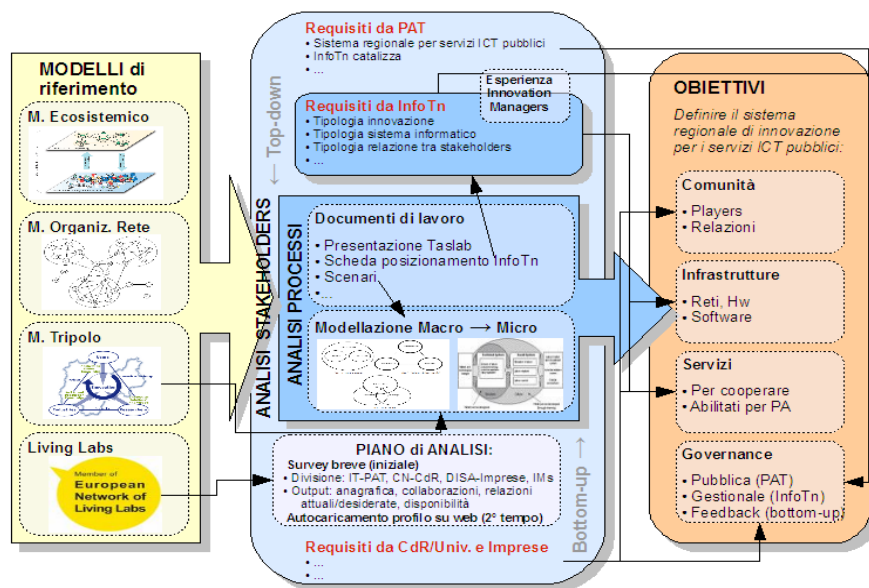 MODELLI di
riferimento
M. Ecosistemico
M. Organiz. Rete
M. Tripolo
Living Labs
Member of
European
Network of
Living Labs
Requisiti da PAT
• Sistema regionale per servizi ICT pubblici
• InfoTn catalizza
• ...
Esperienza
Innovation
Managers
Requisiti da InfoTn
• Tipologia innovazione
• Tipologia sistema informatico
• Tipologia relazione tra stakeholders
• ...
← Top-down
ANALISI STAKEHOLDERS
ANALISI PROCESSI
Documenti di lavoro
• Presentazione Taslab
• Scheda posizionamento InfoTn
• Scenari
• ...
Modellazione Macro → Micro
PIANO di ANALISI:
Survey breve (iniziale)
• Divisione: IT-PAT, CN-CdR, DISA-Imprese, IMs
• Output: anagrafica, collaborazioni, relazioni
attuali/desiderate, disponibilità
Autocaricamento profilo su web (2° tempo)
Bottom-up →
Requisiti da CdR/Univ. e Imprese
• ...
• ...
OBIETTIVI
Definire il sistema
regionale di innovazione
per i servizi ICT pubblici:
Comunità
• Players
• Relazioni
Infrastrutture
• Reti, Hw
• Software
Servizi
• Per cooperare
• Abilitati per PA
Governance
• Pubblica (PAT)
• Gestionale (InfoTn)
• Feedback (bottom-up)